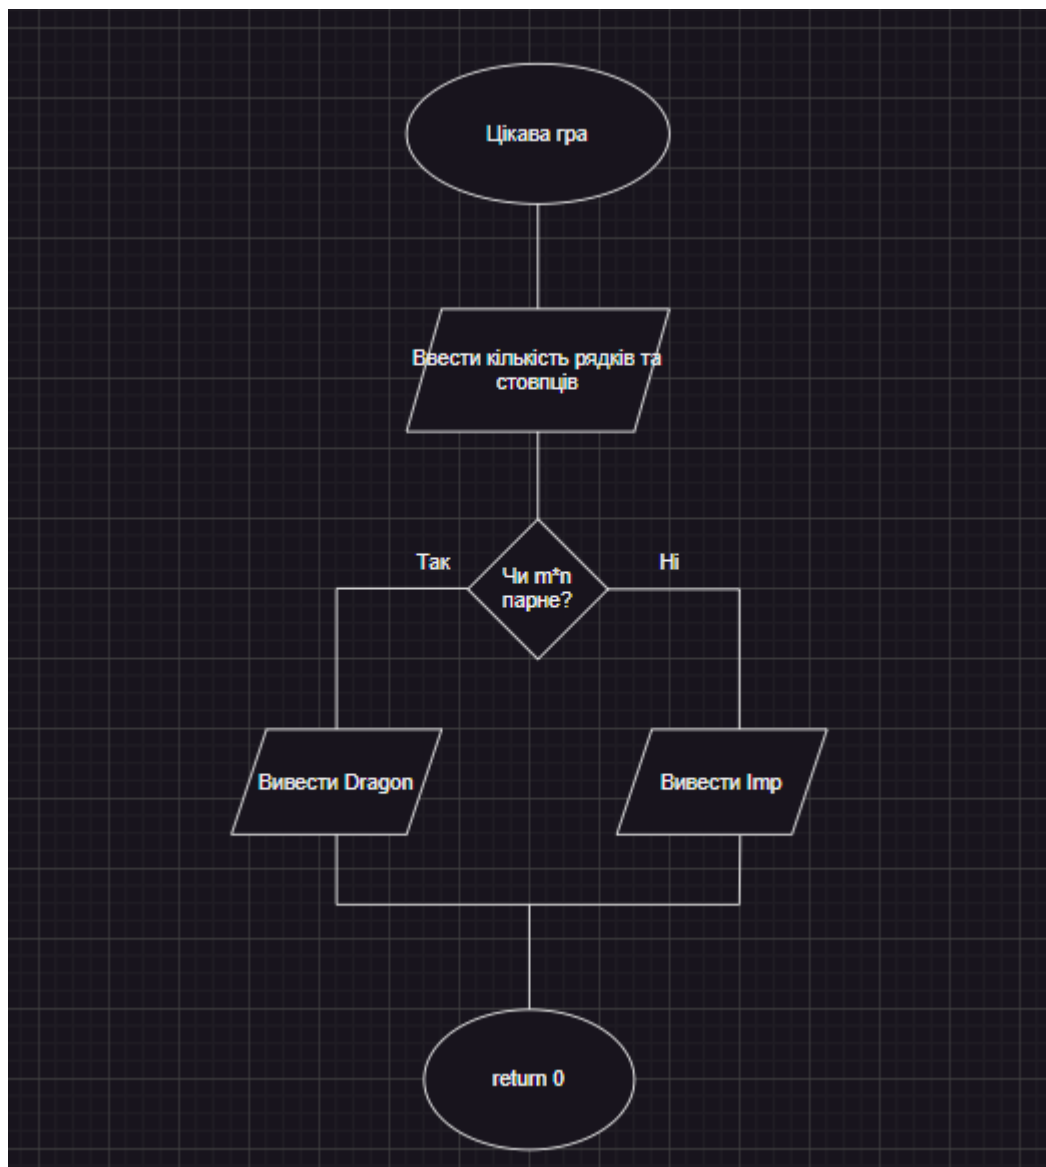 Цікава гра
Ввести кількість рядків та
стовпців
Так
Ні
Чи m*n
парне?
Вивести Dragon
Вивести Imp
return 0